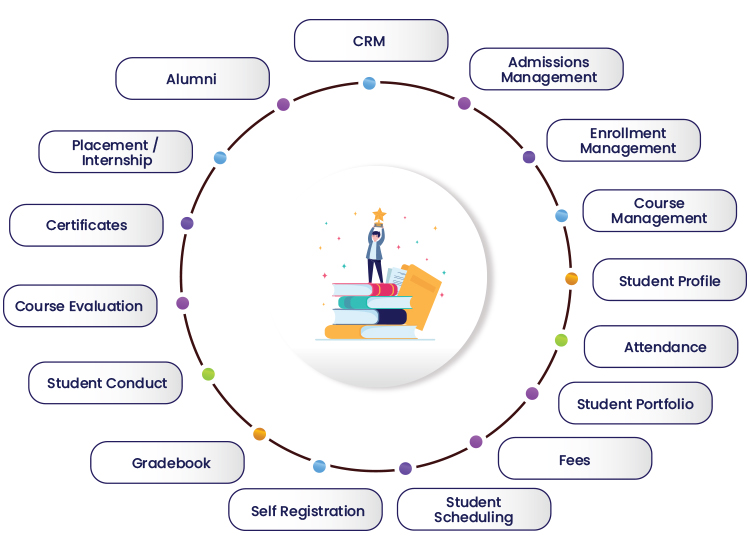 CRM
Admissions
Management
Enrollment
Management
Course
Management
Student Profile
Attendance
Student Portfolio
Fees
Student
Scheduling
Self Registration
Gradebook
Student Conduct
Course Evaluation
Certificates
Placement /
Internship
Alumni